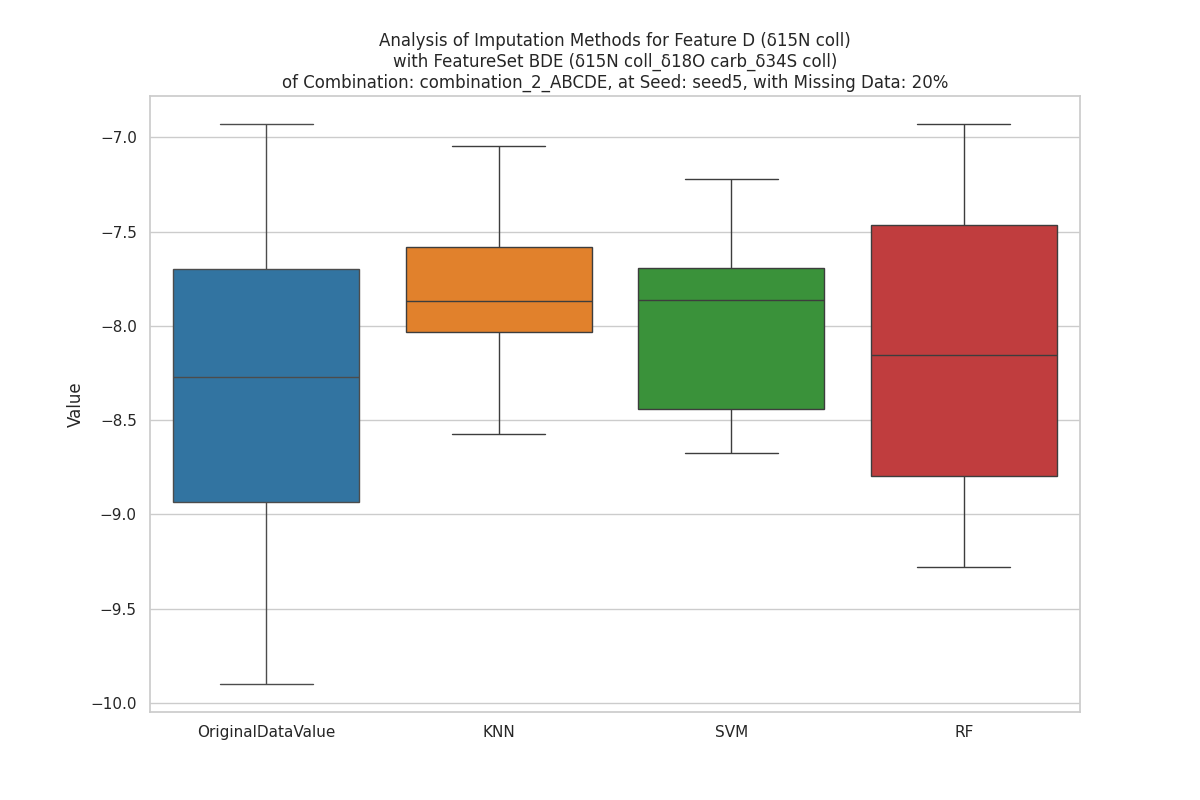 Analysis of Imputation Methods for Feature D (δ15N coll)
with FeatureSet BDE (δ15N coll_δ18O carb_δ34S coll)
of Combination: combination_2_ABCDE, at Seed: seed5, with Missing Data: 20%
−7.0
−7.5
−8.0
−8.5
−9.0
−9.5
−10.0
Value
OriginalDataValue
KNN
SVM
RF